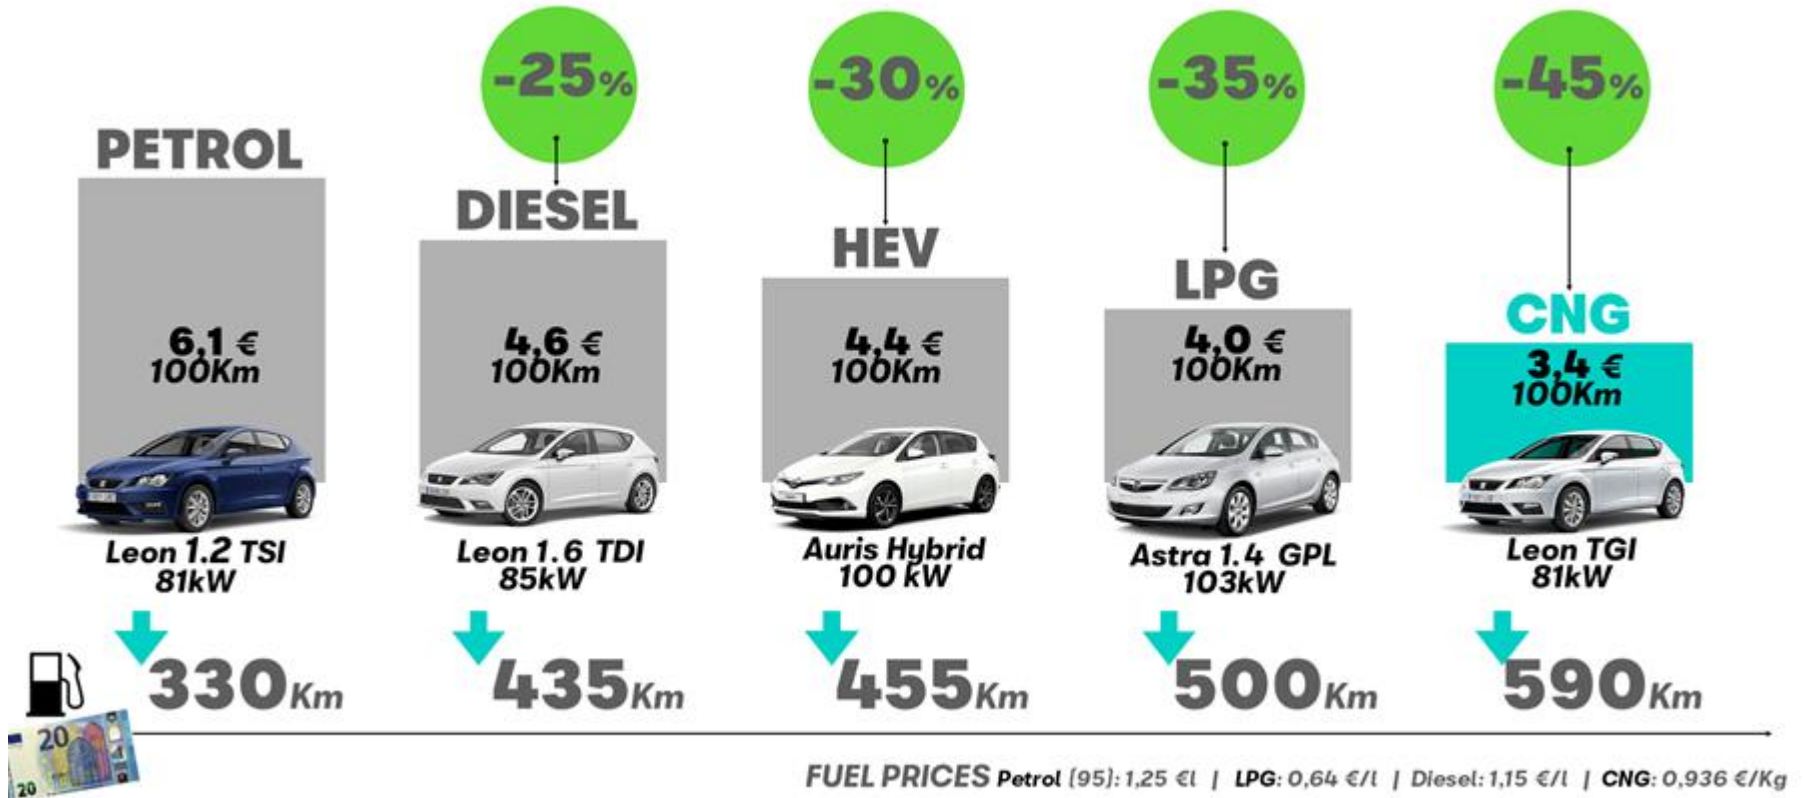 -25%
-30%
-35%
-45%
PETROL
DIESEL
HEV
LPG
CNG
6,1 €
100Km
4,6 €
100Km
4,4 €
100Km
4,0 €
100Km
3,4 €
100Km
Leon 1.2 TSI
81kW
Leon 1.6 TDI
85kW
Auris Hybrid
100 kW
Astra 1.4 GPL
103kW
Leon TGI
81kW
330Km
435Km
455Km
500Km
590Km
20
20
FUEL PRICES Petrol (95): 1,25 €l | LPG: 0,64 €/l | Diesel: 1,15 €/l | CNG: 0,936 €/Kg